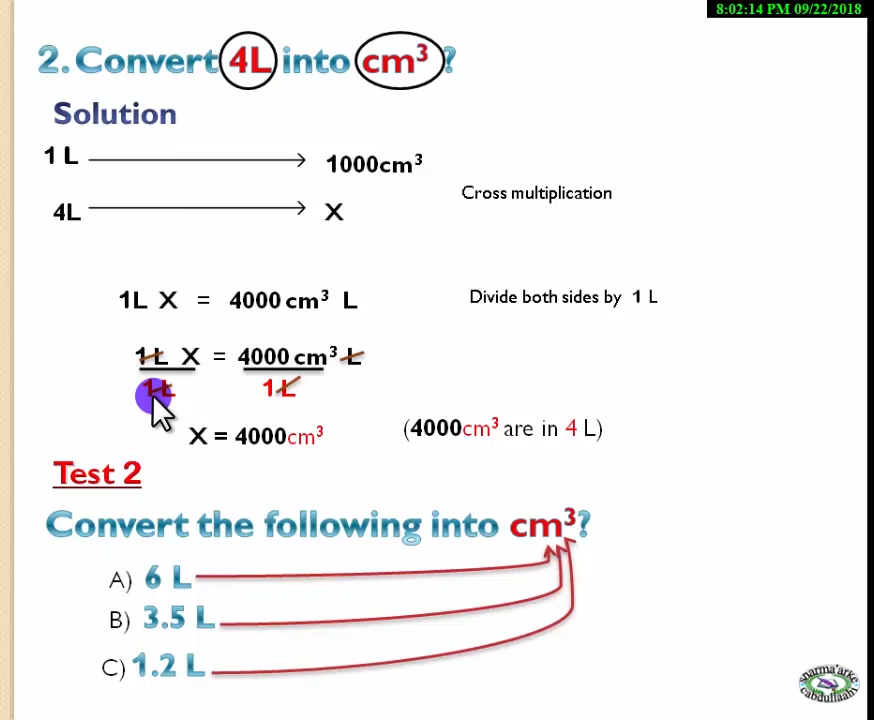 8:02:14 PM 09/22/2018
2. Convert 4L into cm³?
Solution
1 L 1000cm³
Cross multiplication
4L X
1L X = 4000 cm³ L Divide both sides by 1 L
1L X = 4000 cm³ L
1L 1L
X = 4000cm³ (4000cm³ are in 4 L)
Test 2
Convert the following into cm³?
A) 6 L
B) 3.5 L
C) 1.2 L
cabdullaahi